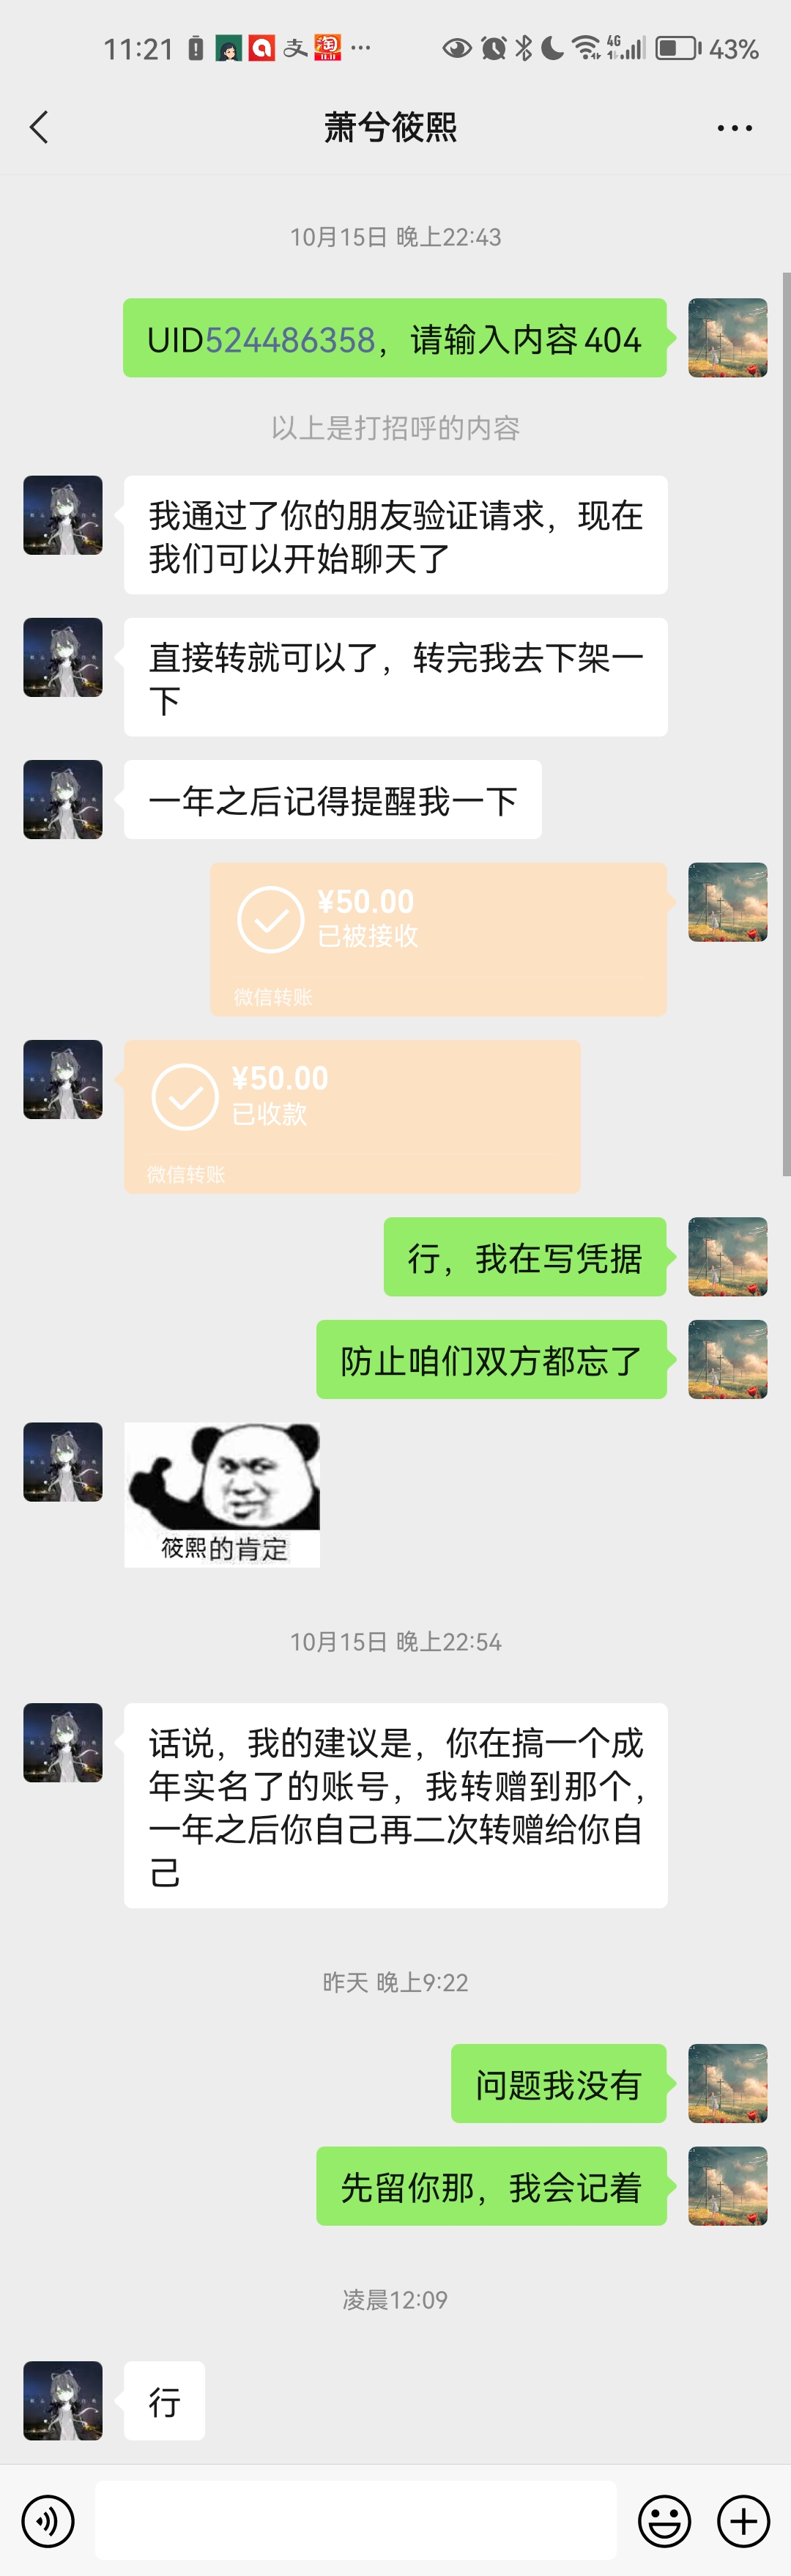 11:21
4G
43%
萧兮筱熙
10月15日 晚上22:43
UID524486358，请输入内容404
以上是打招呼的内容
我通过了你的朋友验证请求，现在
我们可以开始聊天了
直接转就可以了，转完我去下架一
下
一年之后记得提醒我一下
¥50.00
已被接收
微信转账
¥50.00
已收款
微信转账
行，我在写凭据
防止咱们双方都忘了
筱熙的肯定
10月15日 晚上22:54
话说，我的建议是，你在搞一个成
年实名了的账号，我转赠到那个，
一年之后你自己再二次转赠给你自
己
昨天 晚上9:22
问题我没有
先留你那，我会记着
凌晨12:09
行